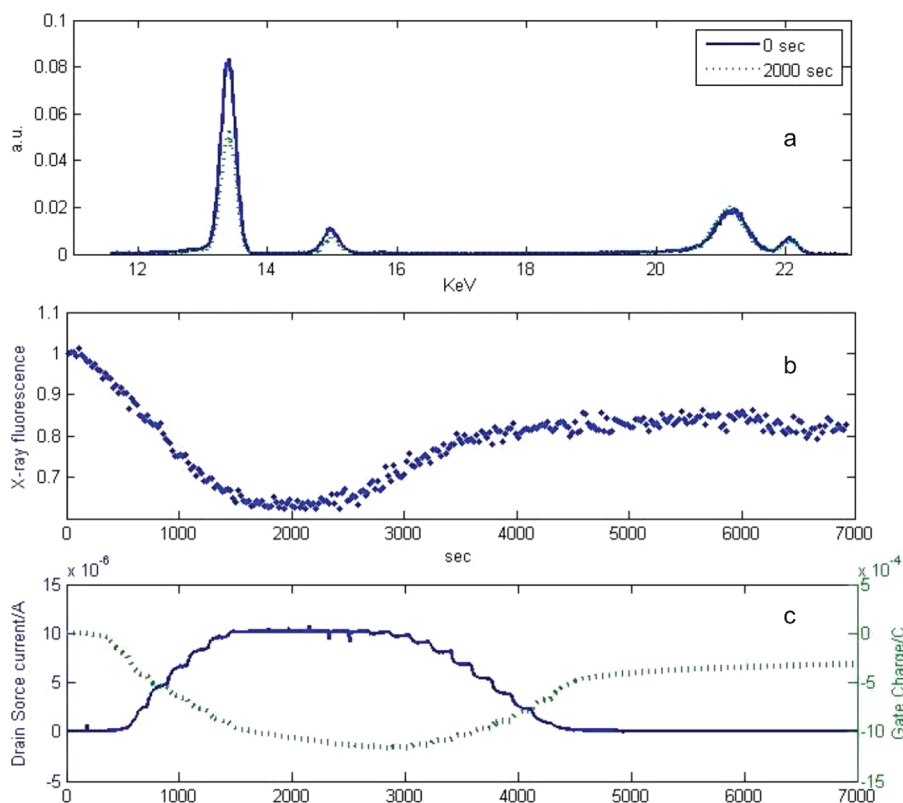 0.1
0.08
0.06
0.04
0.02
0
a.u.
0 sec
2000 sec
a
12 14 16 18 20 22
KeV
1.1
1
0.9
0.8
0.7
X-ray fluorescence
b
0 1000 2000 3000 4000 5000 6000 7000
sec
x 10⁻⁶
x 10⁻⁴
15
10
5
0
-5
Drain Sorce current/A
c
5
0
-5
-10
-15
Gate Charge/C
0 1000 2000 3000 4000 5000 6000 7000